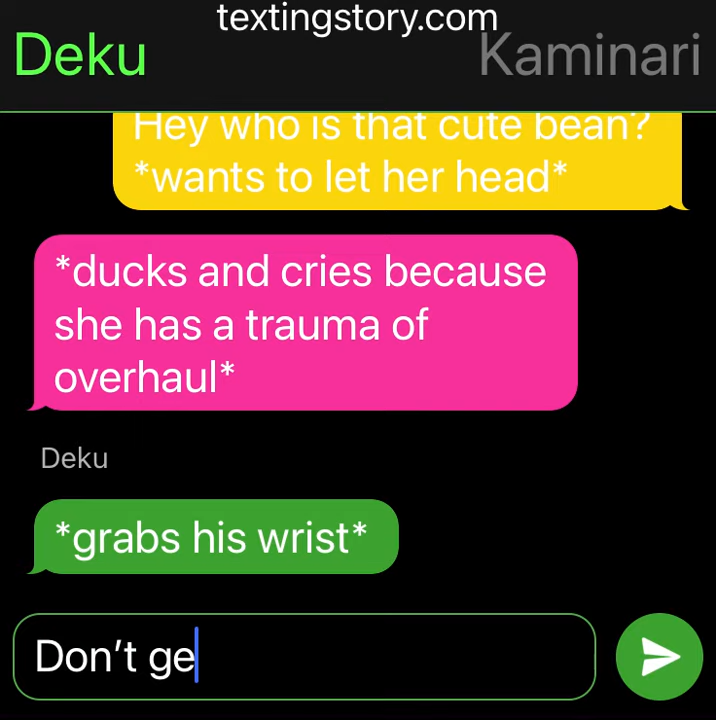 textingstory.com
Deku
Kaminari
Hey who is that cute bean?
*wants to let her head*
*ducks and cries because
she has a trauma of
overhaul*
Deku
*grabs his wrist*
Don’t ge